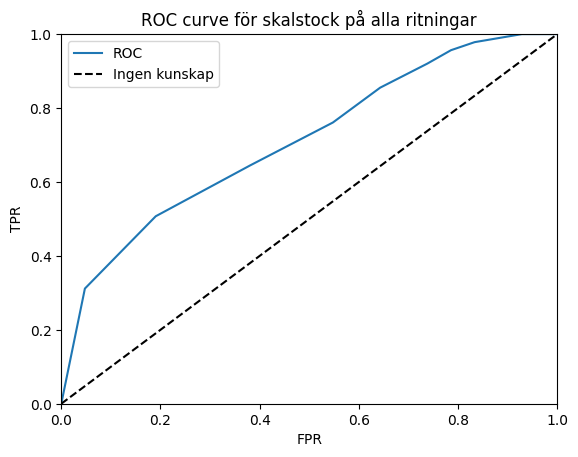 ROC curve för skalstock på alla ritningar
ROC
Ingen kunskap
TPR
1.0
0.8
0.6
0.4
0.2
0.0
0.0 0.2 0.4 0.6 0.8 1.0
FPR